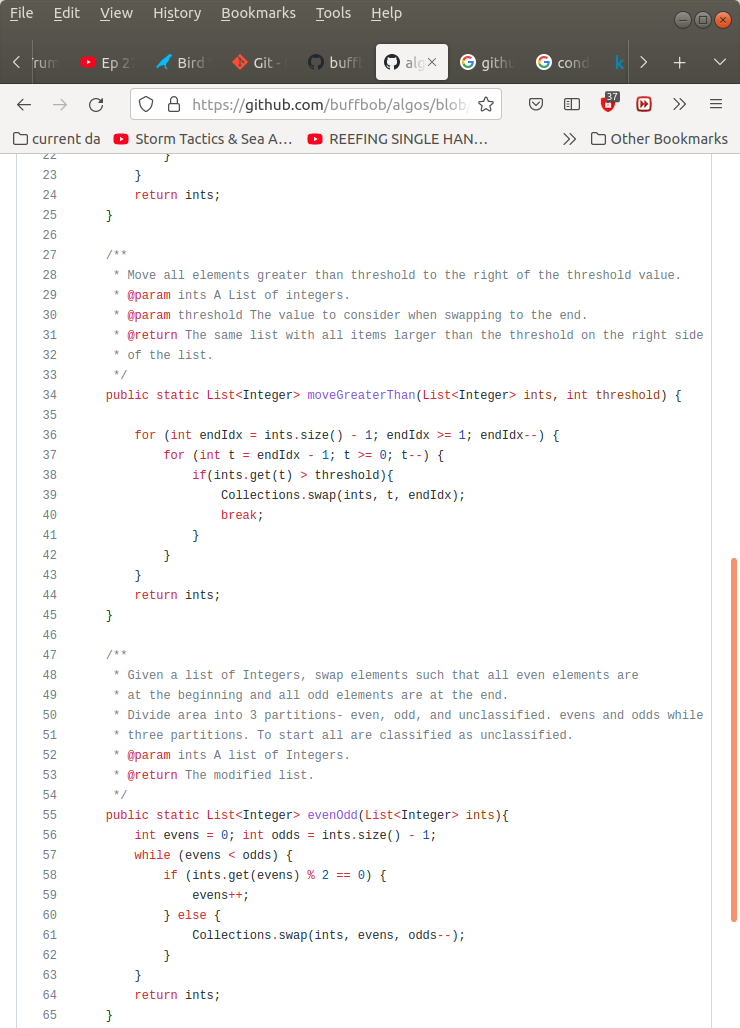 File Edit View History Bookmarks Tools Help
rum Ep 2 Bird Git - buff alg githu cond k
https://github.com/buffbob/algos/blob/ 37
current da Storm Tactics & Sea A… REEFING SINGLE HAN… Other Bookmarks
22 }
23 }
24 return ints;
25 }
26
27 /**
28 * Move all elements greater than threshold to the right of the threshold value.
29 * @param ints A List of integers.
30 * @param threshold The value to consider when swapping to the end.
31 * @return The same list with all items larger than the threshold on the right side
32 * of the list.
33 */
34 public static List<Integer> moveGreaterThan(List<Integer> ints, int threshold) {
35
36 for (int endIdx = ints.size() - 1; endIdx >= 1; endIdx--) {
37 for (int t = endIdx - 1; t >= 0; t--) {
38 if(ints.get(t) > threshold){
39 Collections.swap(ints, t, endIdx);
40 break;
41 }
42 }
43 }
44 return ints;
45 }
46
47 /**
48 * Given a list of Integers, swap elements such that all even elements are
49 * at the beginning and all odd elements are at the end.
50 * Divide area into 3 partitions- even, odd, and unclassified. evens and odds while
51 * three partitions. To start all are classified as unclassified.
52 * @param ints A list of Integers.
53 * @return The modified list.
54 */
55 public static List<Integer> evenOdd(List<Integer> ints){
56 int evens = 0; int odds = ints.size() - 1;
57 while (evens < odds) {
58 if (ints.get(evens) % 2 == 0) {
59 evens++;
60 } else {
61 Collections.swap(ints, evens, odds--);
62 }
63 }
64 return ints;
65 }